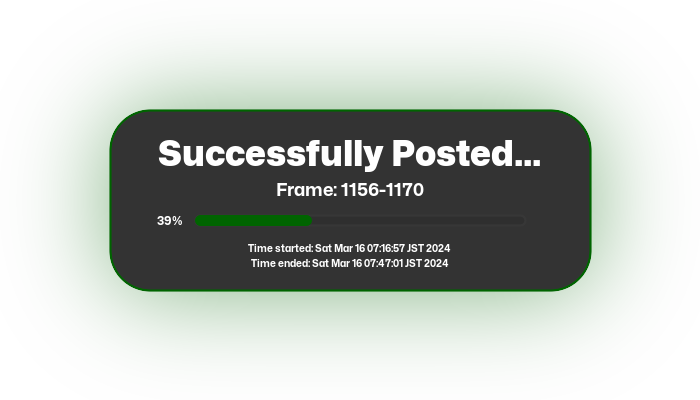 Successfully Posted...
Frame: 1156-1170
39%
Time started: Sat Mar 16 07:16:57 JST 2024
Time ended: Sat Mar 16 07:47:01 JST 2024